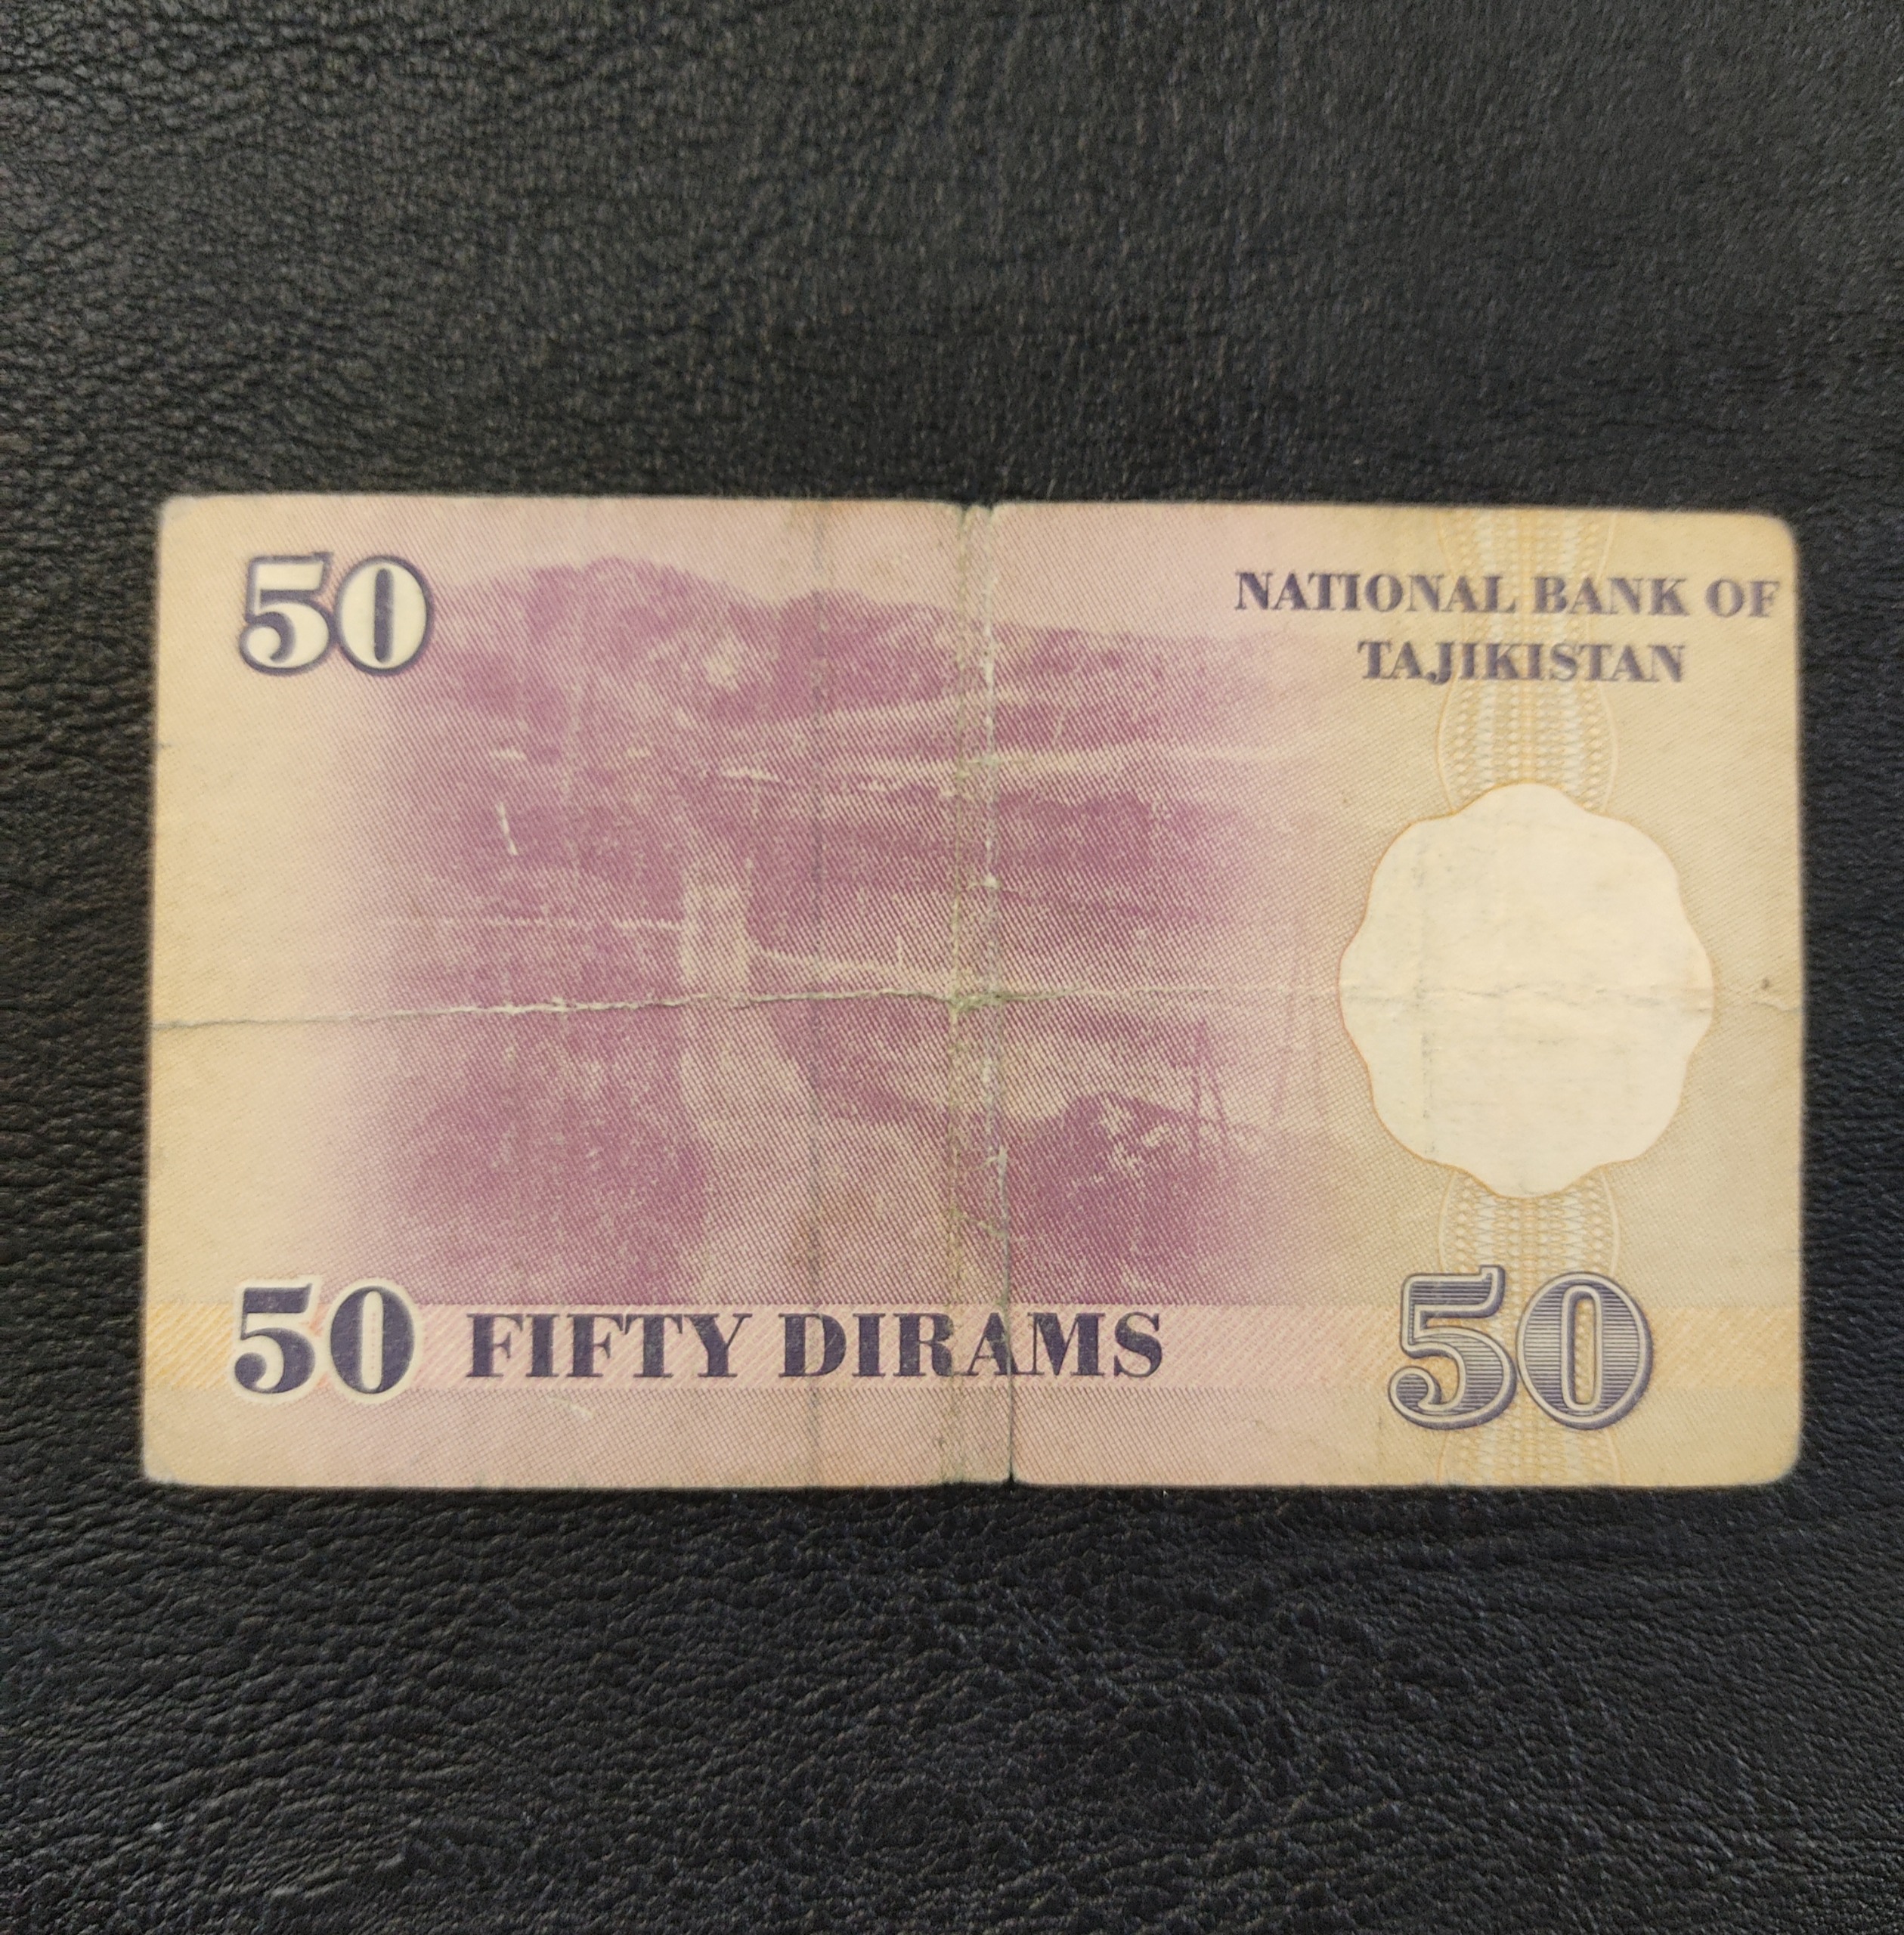 50
NATIONAL BANK OF
TAJIKISTAN
50 FIFTY DIRAMS
50